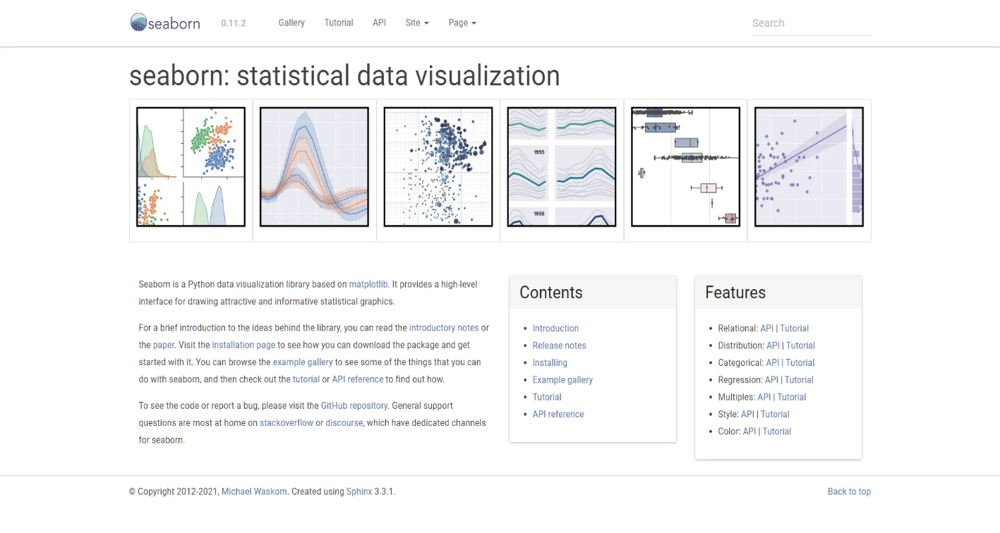 seaborn 0.11.2 Gallery Tutorial API Site Page Search
seaborn: statistical data visualization
1955
1958
Seaborn is a Python data visualization library based on matplotlib. It provides a high-level
interface for drawing attractive and informative statistical graphics.
For a brief introduction to the ideas behind the library, you can read the introductory notes or
the paper. Visit the installation page to see how you can download the package and get
started with it. You can browse the example gallery to see some of the things that you can
do with seaborn, and then check out the tutorial or API reference to find out how.
To see the code or report a bug, please visit the GitHub repository. General support
questions are most at home on stackoverflow or discourse, which have dedicated channels
for seaborn.
Contents
• Introduction
• Release notes
• Installing
• Example gallery
• Tutorial
• API reference
Features
• Relational: API | Tutorial
• Distribution: API | Tutorial
• Categorical: API | Tutorial
• Regression: API | Tutorial
• Multiples: API | Tutorial
• Style: API | Tutorial
• Color: API | Tutorial
© Copyright 2012-2021, Michael Waskom. Created using Sphinx 3.3.1.
Back to top